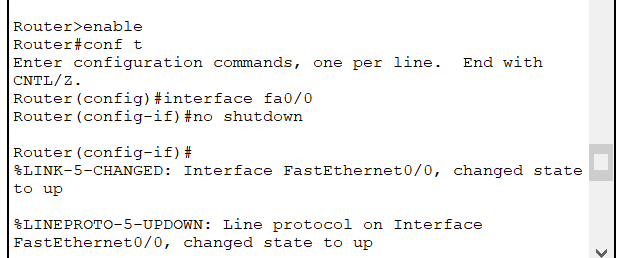 Router>enable
Router#conf t
Enter configuration commands, one per line.  End with
CNTL/Z.
Router(config)#interface fa0/0
Router(config-if)#no shutdown
Router(config-if)#
%LINK-5-CHANGED: Interface FastEthernet0/0, changed state
to up
%LINEPROTO-5-UPDOWN: Line protocol on Interface
FastEthernet0/0, changed state to up